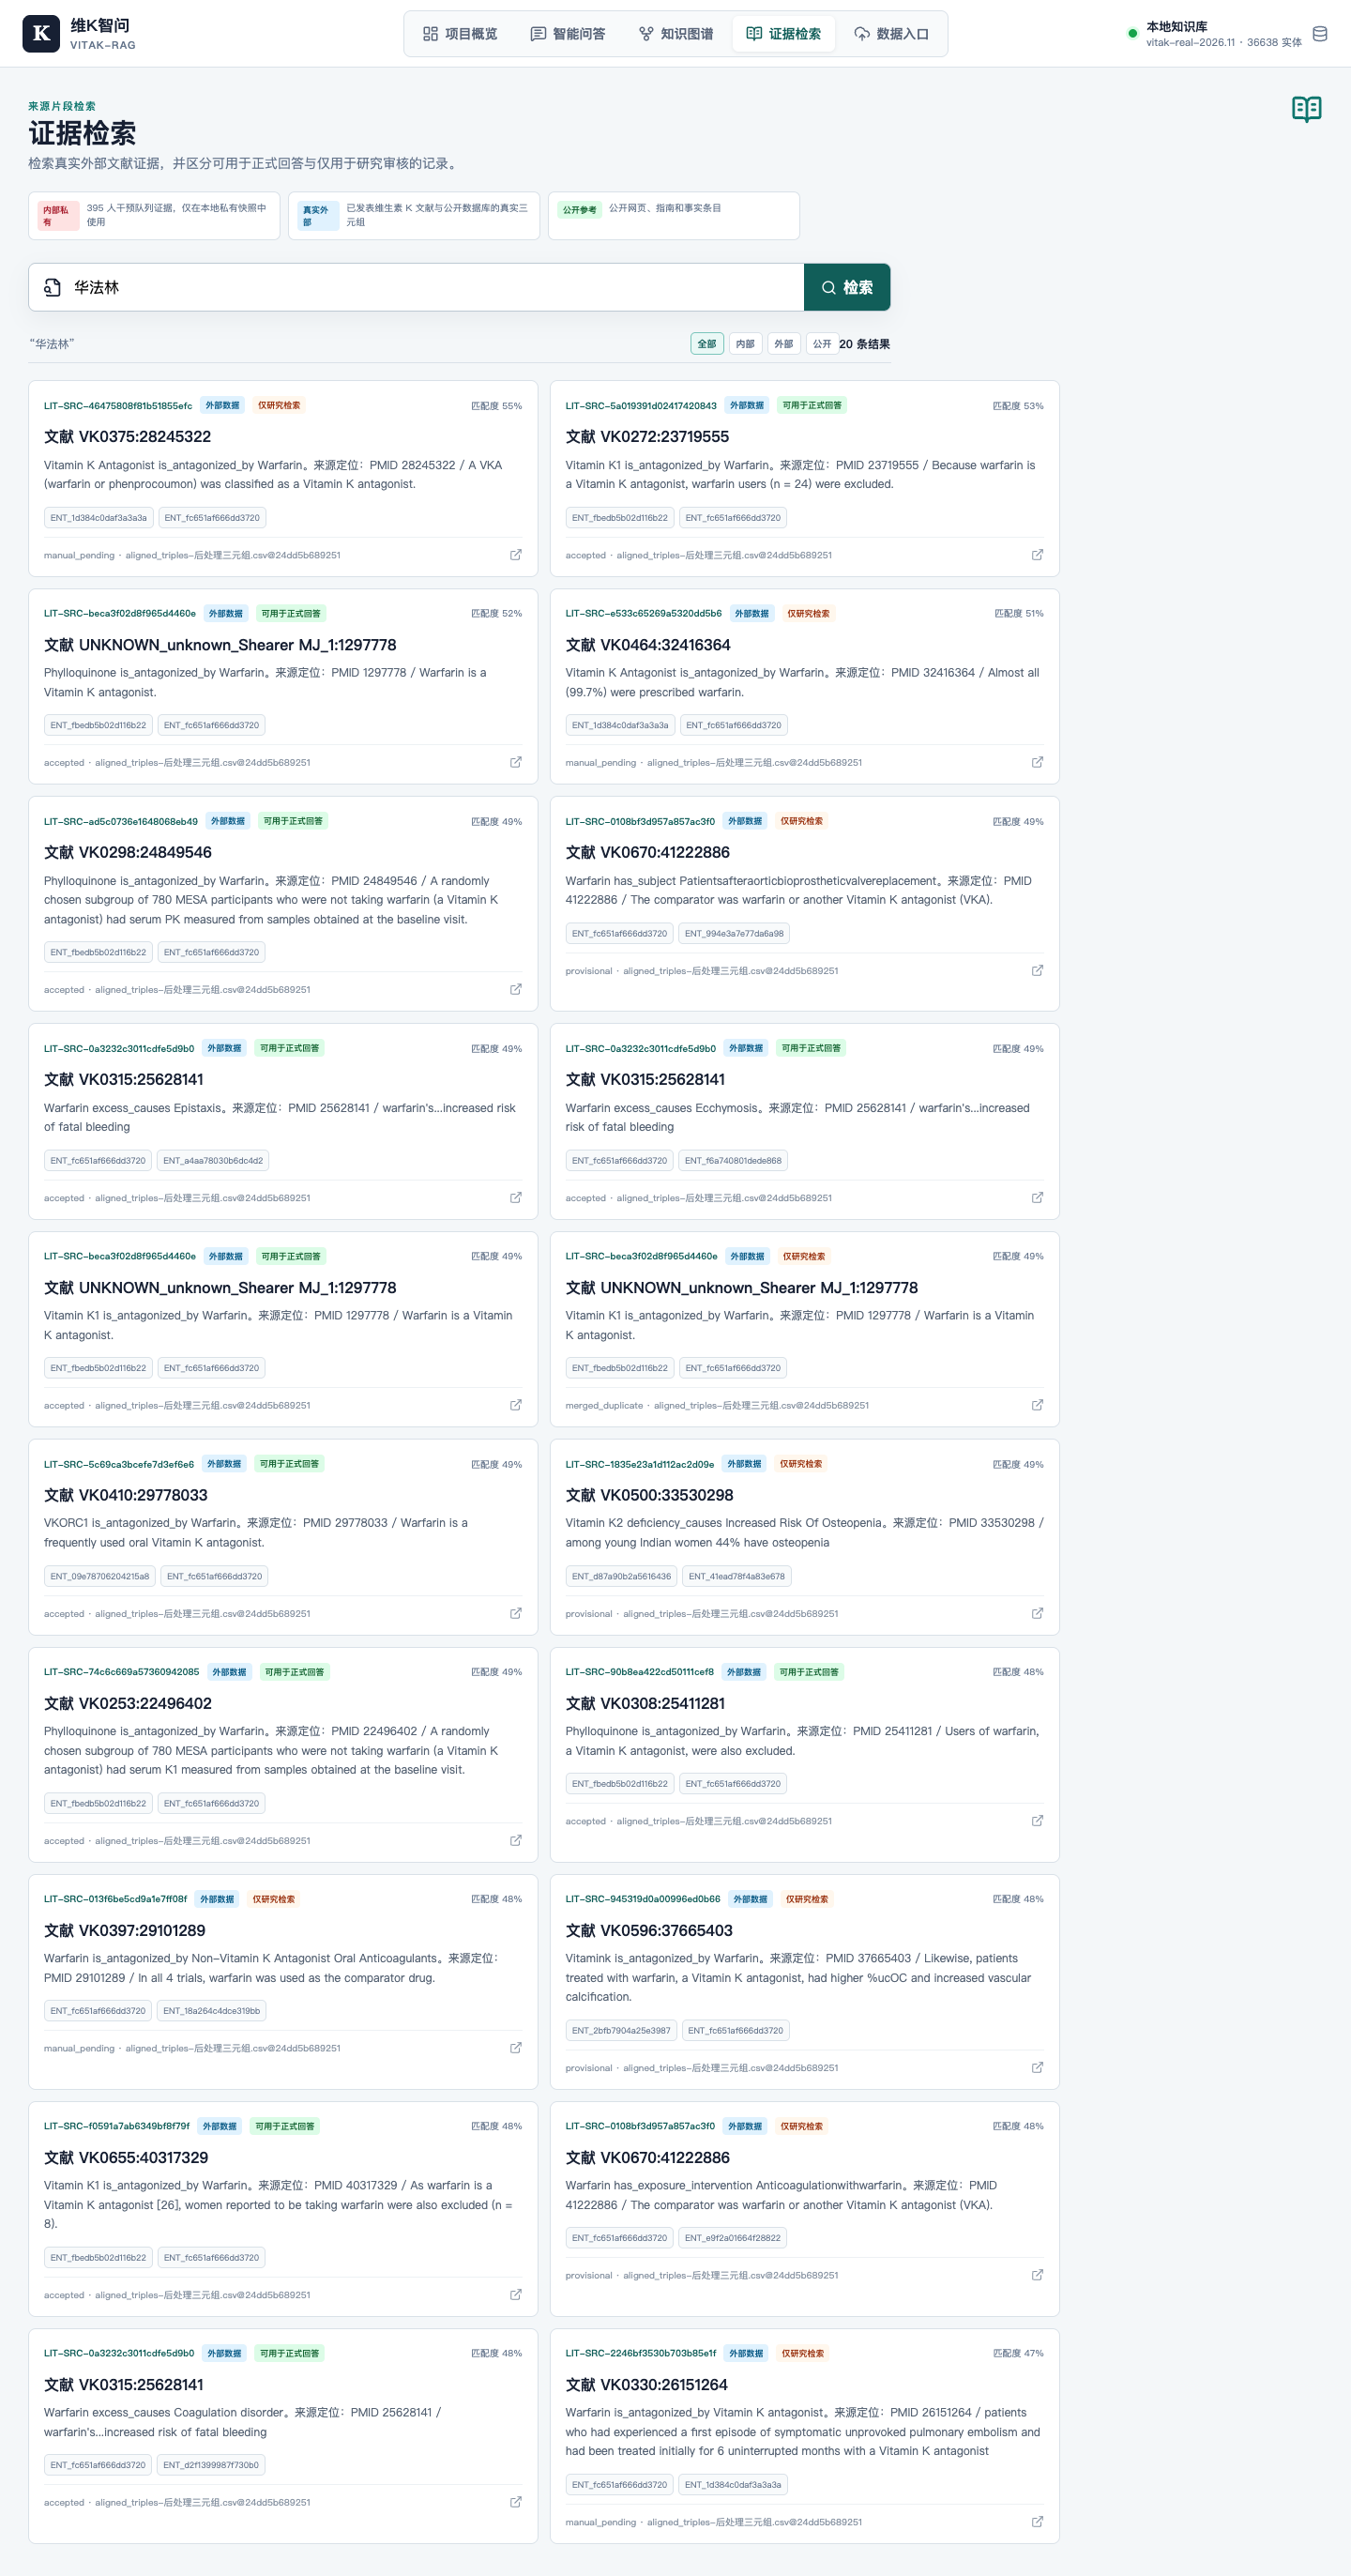 K
维K智问
VITAK-RAG
项目概览
智能问答
知识图谱
证据检索
数据入口
本地知识库
vitak-real-2026.11 · 36638 实体
来源片段检索
证据检索
检索真实外部文献证据，并区分可用于正式回答与仅用于研究审核的记录。
内部私有
395 人干预队列证据，仅在本地私有快照中使用
真实外部
已发表维生素 K 文献与公开数据库的真实三元组
公开参考
公开网页、指南和事实条目
华法林
检索
“华法林”
全部
内部
外部
公开
20 条结果
LIT-SRC-46475808f81b51855efc 外部数据 仅研究检索 匹配度 55%
文献 VK0375:28245322
Vitamin K Antagonist is_antagonized_by Warfarin。来源定位：PMID 28245322 / A VKA
(warfarin or phenprocoumon) was classified as a Vitamin K antagonist.
ENT_1d384c0daf3a3a3a ENT_fc651af666dd3720
manual_pending · aligned_triples-后处理三元组.csv@24dd5b689251
LIT-SRC-5a019391d02417420843 外部数据 可用于正式回答 匹配度 53%
文献 VK0272:23719555
Vitamin K1 is_antagonized_by Warfarin。来源定位：PMID 23719555 / Because warfarin is
a Vitamin K antagonist, warfarin users (n = 24) were excluded.
ENT_fbedb5b02d116b22 ENT_fc651af666dd3720
accepted · aligned_triples-后处理三元组.csv@24dd5b689251
LIT-SRC-beca3f02d8f965d4460e 外部数据 可用于正式回答 匹配度 52%
文献 UNKNOWN_unknown_Shearer MJ_1:1297778
Phylloquinone is_antagonized_by Warfarin。来源定位：PMID 1297778 / Warfarin is a
Vitamin K antagonist.
ENT_fbedb5b02d116b22 ENT_fc651af666dd3720
accepted · aligned_triples-后处理三元组.csv@24dd5b689251
LIT-SRC-e533c65269a5320dd5b6 外部数据 仅研究检索 匹配度 51%
文献 VK0464:32416364
Vitamin K Antagonist is_antagonized_by Warfarin。来源定位：PMID 32416364 / Almost all
(99.7%) were prescribed warfarin.
ENT_1d384c0daf3a3a3a ENT_fc651af666dd3720
manual_pending · aligned_triples-后处理三元组.csv@24dd5b689251
LIT-SRC-ad5c0736e1648068eb49 外部数据 可用于正式回答 匹配度 49%
文献 VK0298:24849546
Phylloquinone is_antagonized_by Warfarin。来源定位：PMID 24849546 / A randomly
chosen subgroup of 780 MESA participants who were not taking warfarin (a Vitamin K
antagonist) had serum PK measured from samples obtained at the baseline visit.
ENT_fbedb5b02d116b22 ENT_fc651af666dd3720
accepted · aligned_triples-后处理三元组.csv@24dd5b689251
LIT-SRC-0108bf3d957a857ac3f0 外部数据 仅研究检索 匹配度 49%
文献 VK0670:41222886
Warfarin has_subject Patientsafteraorticbioprostheticvalvereplacement。来源定位：PMID
41222886 / The comparator was warfarin or another Vitamin K antagonist (VKA).
ENT_fc651af666dd3720 ENT_994e3a7e77da6a98
provisional · aligned_triples-后处理三元组.csv@24dd5b689251
LIT-SRC-0a3232c3011cdfe5d9b0 外部数据 可用于正式回答 匹配度 49%
文献 VK0315:25628141
Warfarin excess_causes Epistaxis。来源定位：PMID 25628141 / warfarin's...increased risk
of fatal bleeding
ENT_fc651af666dd3720 ENT_a4aa78030b6dc4d2
accepted · aligned_triples-后处理三元组.csv@24dd5b689251
LIT-SRC-0a3232c3011cdfe5d9b0 外部数据 可用于正式回答 匹配度 49%
文献 VK0315:25628141
Warfarin excess_causes Ecchymosis。来源定位：PMID 25628141 / warfarin's...increased
risk of fatal bleeding
ENT_fc651af666dd3720 ENT_f6a740801dede868
accepted · aligned_triples-后处理三元组.csv@24dd5b689251
LIT-SRC-beca3f02d8f965d4460e 外部数据 可用于正式回答 匹配度 49%
文献 UNKNOWN_unknown_Shearer MJ_1:1297778
Vitamin K1 is_antagonized_by Warfarin。来源定位：PMID 1297778 / Warfarin is a Vitamin
K antagonist.
ENT_fbedb5b02d116b22 ENT_fc651af666dd3720
accepted · aligned_triples-后处理三元组.csv@24dd5b689251
LIT-SRC-beca3f02d8f965d4460e 外部数据 仅研究检索 匹配度 49%
文献 UNKNOWN_unknown_Shearer MJ_1:1297778
Vitamin K1 is_antagonized_by Warfarin。来源定位：PMID 1297778 / Warfarin is a Vitamin
K antagonist.
ENT_fbedb5b02d116b22 ENT_fc651af666dd3720
merged_duplicate · aligned_triples-后处理三元组.csv@24dd5b689251
LIT-SRC-5c69ca3bcefe7d3ef6e6 外部数据 可用于正式回答 匹配度 49%
文献 VK0410:29778033
VKORC1 is_antagonized_by Warfarin。来源定位：PMID 29778033 / Warfarin is a
frequently used oral Vitamin K antagonist.
ENT_09e78706204215a8 ENT_fc651af666dd3720
accepted · aligned_triples-后处理三元组.csv@24dd5b689251
LIT-SRC-1835e23a1d112ac2d09e 外部数据 仅研究检索 匹配度 49%
文献 VK0500:33530298
Vitamin K2 deficiency_causes Increased Risk Of Osteopenia。来源定位：PMID 33530298 /
among young Indian women 44% have osteopenia
ENT_d87a90b2a5616436 ENT_41ead78f4a83e678
provisional · aligned_triples-后处理三元组.csv@24dd5b689251
LIT-SRC-74c6c669a57360942085 外部数据 可用于正式回答 匹配度 49%
文献 VK0253:22496402
Phylloquinone is_antagonized_by Warfarin。来源定位：PMID 22496402 / A randomly
chosen subgroup of 780 MESA participants who were not taking warfarin (a Vitamin K
antagonist) had serum K1 measured from samples obtained at the baseline visit.
ENT_fbedb5b02d116b22 ENT_fc651af666dd3720
accepted · aligned_triples-后处理三元组.csv@24dd5b689251
LIT-SRC-90b8ea422cd50111cef8 外部数据 可用于正式回答 匹配度 48%
文献 VK0308:25411281
Phylloquinone is_antagonized_by Warfarin。来源定位：PMID 25411281 / Users of warfarin,
a Vitamin K antagonist, were also excluded.
ENT_fbedb5b02d116b22 ENT_fc651af666dd3720
accepted · aligned_triples-后处理三元组.csv@24dd5b689251
LIT-SRC-013f6be5cd9a1e7ff08f 外部数据 仅研究检索 匹配度 48%
文献 VK0397:29101289
Warfarin is_antagonized_by Non-Vitamin K Antagonist Oral Anticoagulants。来源定位：
PMID 29101289 / In all 4 trials, warfarin was used as the comparator drug.
ENT_fc651af666dd3720 ENT_18a264c4dce319bb
manual_pending · aligned_triples-后处理三元组.csv@24dd5b689251
LIT-SRC-945319d0a00996ed0b66 外部数据 仅研究检索 匹配度 48%
文献 VK0596:37665403
Vitamink is_antagonized_by Warfarin。来源定位：PMID 37665403 / Likewise, patients
treated with warfarin, a Vitamin K antagonist, had higher %ucOC and increased vascular
calcification.
ENT_2bfb7904a25e3987 ENT_fc651af666dd3720
provisional · aligned_triples-后处理三元组.csv@24dd5b689251
LIT-SRC-f0591a7ab6349bf8f79f 外部数据 可用于正式回答 匹配度 48%
文献 VK0655:40317329
Vitamin K1 is_antagonized_by Warfarin。来源定位：PMID 40317329 / As warfarin is a
Vitamin K antagonist [26], women reported to be taking warfarin were also excluded (n =
8).
ENT_fbedb5b02d116b22 ENT_fc651af666dd3720
accepted · aligned_triples-后处理三元组.csv@24dd5b689251
LIT-SRC-0108bf3d957a857ac3f0 外部数据 仅研究检索 匹配度 48%
文献 VK0670:41222886
Warfarin has_exposure_intervention Anticoagulationwithwarfarin。来源定位：PMID
41222886 / The comparator was warfarin or another Vitamin K antagonist (VKA).
ENT_fc651af666dd3720 ENT_e9f2a01664f28822
provisional · aligned_triples-后处理三元组.csv@24dd5b689251
LIT-SRC-0a3232c3011cdfe5d9b0 外部数据 可用于正式回答 匹配度 48%
文献 VK0315:25628141
Warfarin excess_causes Coagulation disorder。来源定位：PMID 25628141 /
warfarin's...increased risk of fatal bleeding
ENT_fc651af666dd3720 ENT_d2f1399987f730b0
accepted · aligned_triples-后处理三元组.csv@24dd5b689251
LIT-SRC-2246bf3530b703b85e1f 外部数据 仅研究检索 匹配度 47%
文献 VK0330:26151264
Warfarin is_antagonized_by Vitamin K antagonist。来源定位：PMID 26151264 / patients
who had experienced a first episode of symptomatic unprovoked pulmonary embolism and
had been treated initially for 6 uninterrupted months with a Vitamin K antagonist
ENT_fc651af666dd3720 ENT_1d384c0daf3a3a3a
manual_pending · aligned_triples-后处理三元组.csv@24dd5b689251